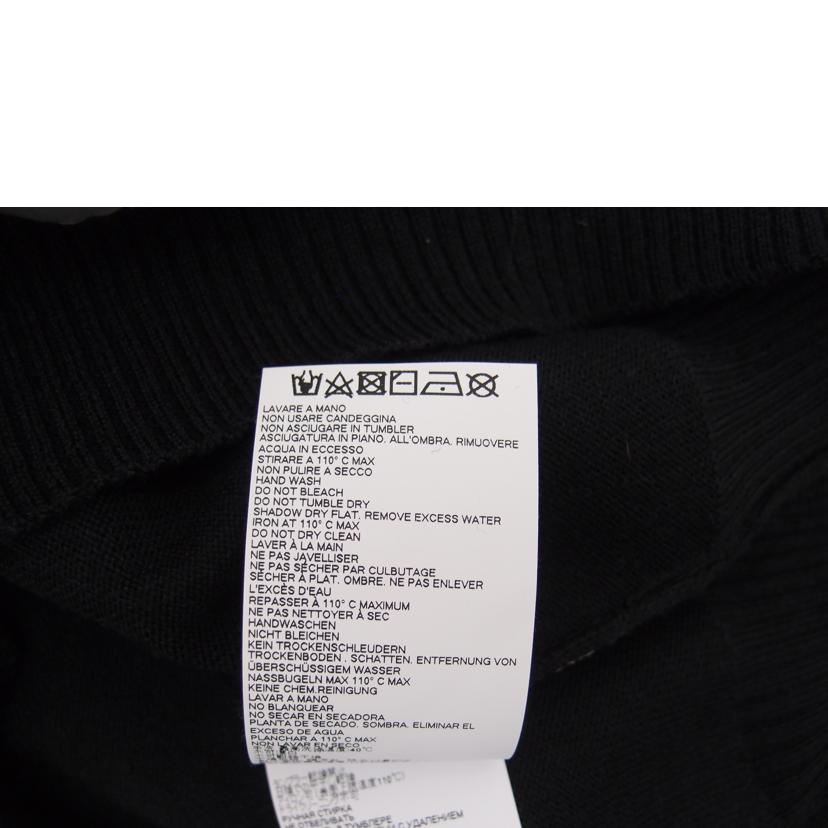 LAVARE A MANO
NON USARE CANDEGGINA
NON ASCIUGARE IN TUMBLER
ASCIUGATURA IN PIANO. ALL'OMBRA. RIMUOVERE
ACQUA IN ECCESSO
STIRARE A 110° C MAX
NON PULIRE A SECCO
HAND WASH
DO NOT BLEACH
DO NOT TUMBLE DRY
SHADOW DRY FLAT. REMOVE EXCESS WATER
IRON AT 110° C MAX
DO NOT DRY CLEAN
LAVER À LA MAIN
NE PAS JAVELLISER
NE PAS SÉCHER PAR CULBUTAGE
SÉCHER À PLAT. OMBRE. NE PAS ENLEVER
L'EXCÈS D'EAU
REPASSER À 110° C MAXIMUM
NE PAS NETTOYER À SEC
HANDWASCHEN
NICHT BLEICHEN
KEIN TROCKENSCHLEUDERN
TROCKENBODEN . SCHATTEN. ENTFERNUNG VON
ÜBERSCHÜSSIGEM WASSER
NASSBUGELN MAX 110° C MAX
KEINE CHEM.REINIGUNG
LAVAR A MANO
NO BLANQUEAR
NO SECAR EN SECADORA
PLANTA DE SECADO. SOMBRA. ELIMINAR EL
EXCESO DE AGUA
PLANCHAR A 110° C MAX
NON LAVAR EN SECO
40°C
110°C)
РУЧНАЯ СТИРКА
НЕ ОТБЕЛИВАТЬ
ТУМБЛЕРЕ
С УДАЛЕНИЕМ